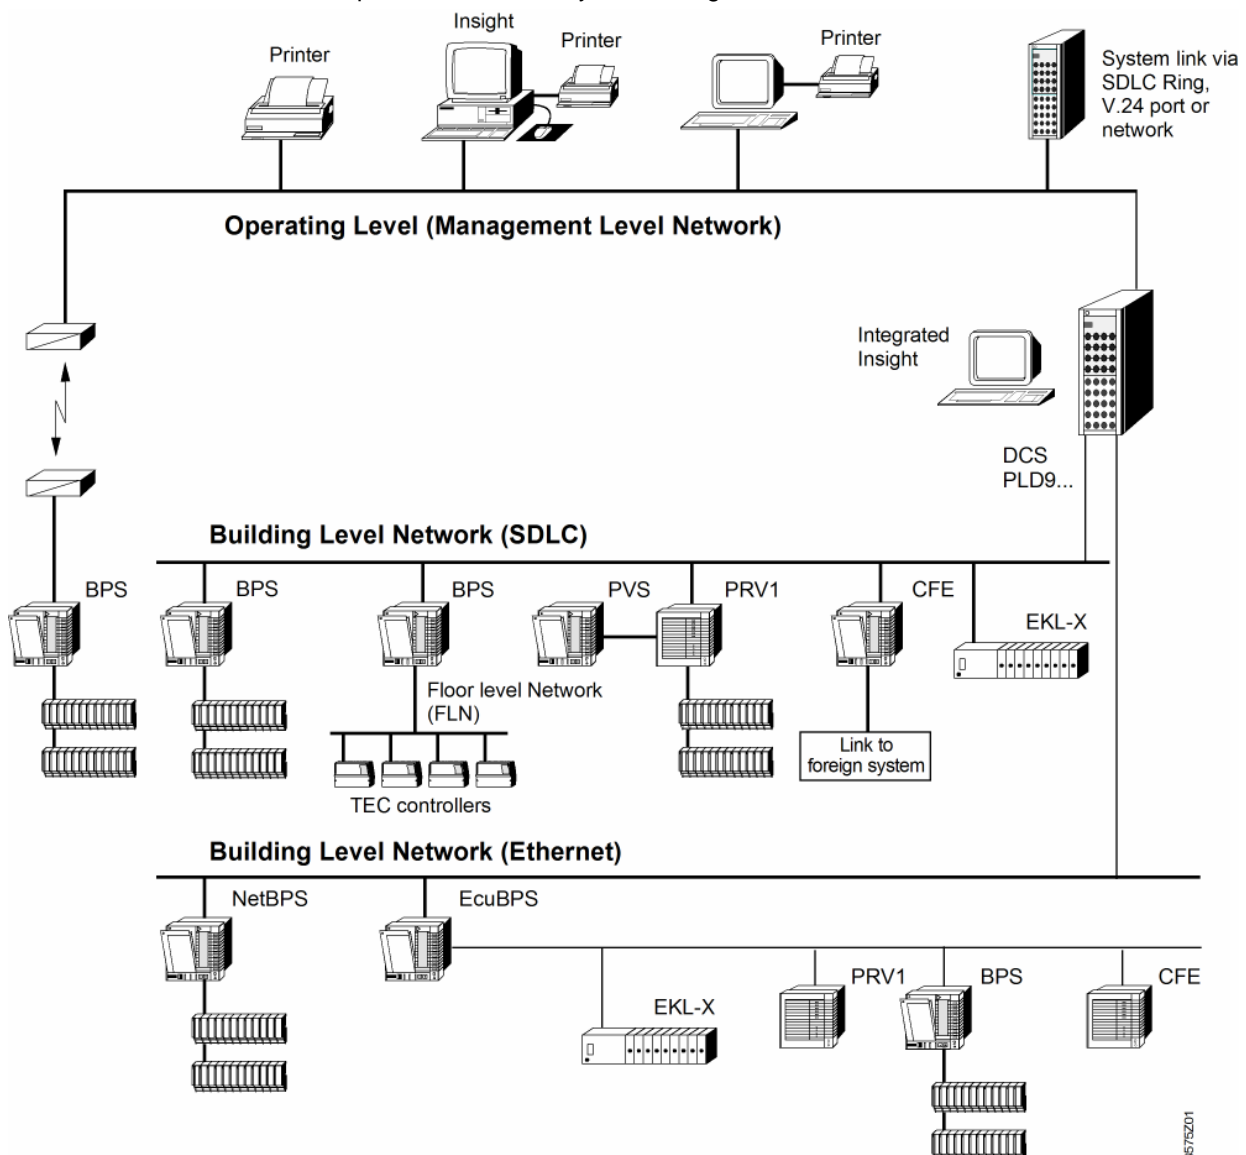 Insight
Printer
Printer
Printer
System link via
SDLC Ring,
V.24 port or
network
Operating Level (Management Level Network)
Integrated
Insight
DCS
PLD9...
Building Level Network (SDLC)
BPS
BPS
BPS
PVS
PRV1
CFE
EKL-X
Floor level Network
(FLN)
Link to
foreign system
TEC controllers
Building Level Network (Ethernet)
NetBPS
EcuBPS
PRV1
BPS
CFE
EKL-X